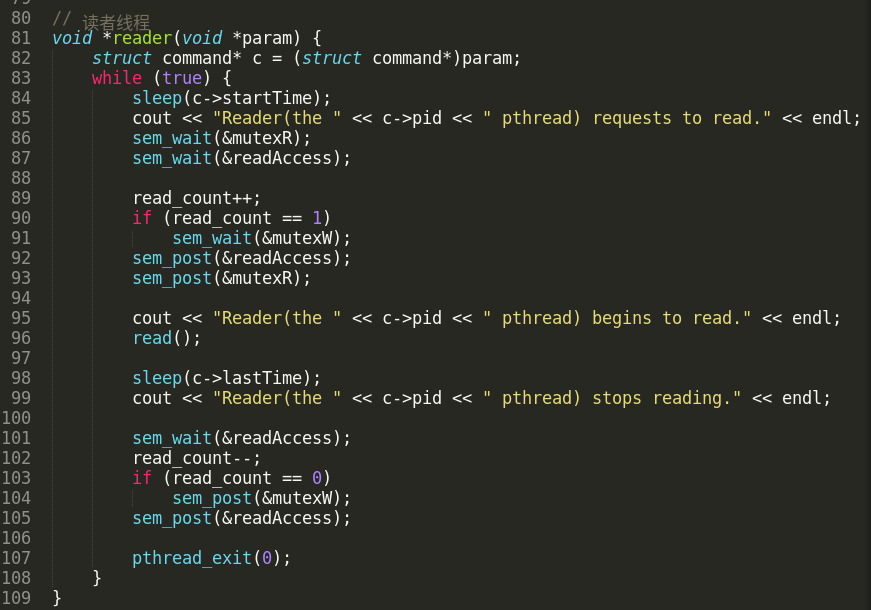 80 // 读者线程
81 void *reader(void *param) {
82     struct command* c = (struct command*)param;
83     while (true) {
84         sleep(c->startTime);
85         cout << "Reader(the " << c->pid << " pthread) requests to read." << endl;
86         sem_wait(&mutexR);
87         sem_wait(&readAccess);
88
89         read_count++;
90         if (read_count == 1)
91             sem_wait(&mutexW);
92         sem_post(&readAccess);
93         sem_post(&mutexR);
94
95         cout << "Reader(the " << c->pid << " pthread) begins to read." << endl;
96         read();
97
98         sleep(c->lastTime);
99         cout << "Reader(the " << c->pid << " pthread) stops reading." << endl;
100
101         sem_wait(&readAccess);
102         read_count--;
103         if (read_count == 0)
104             sem_post(&mutexW);
105         sem_post(&readAccess);
106
107         pthread_exit(0);
108     }
109 }